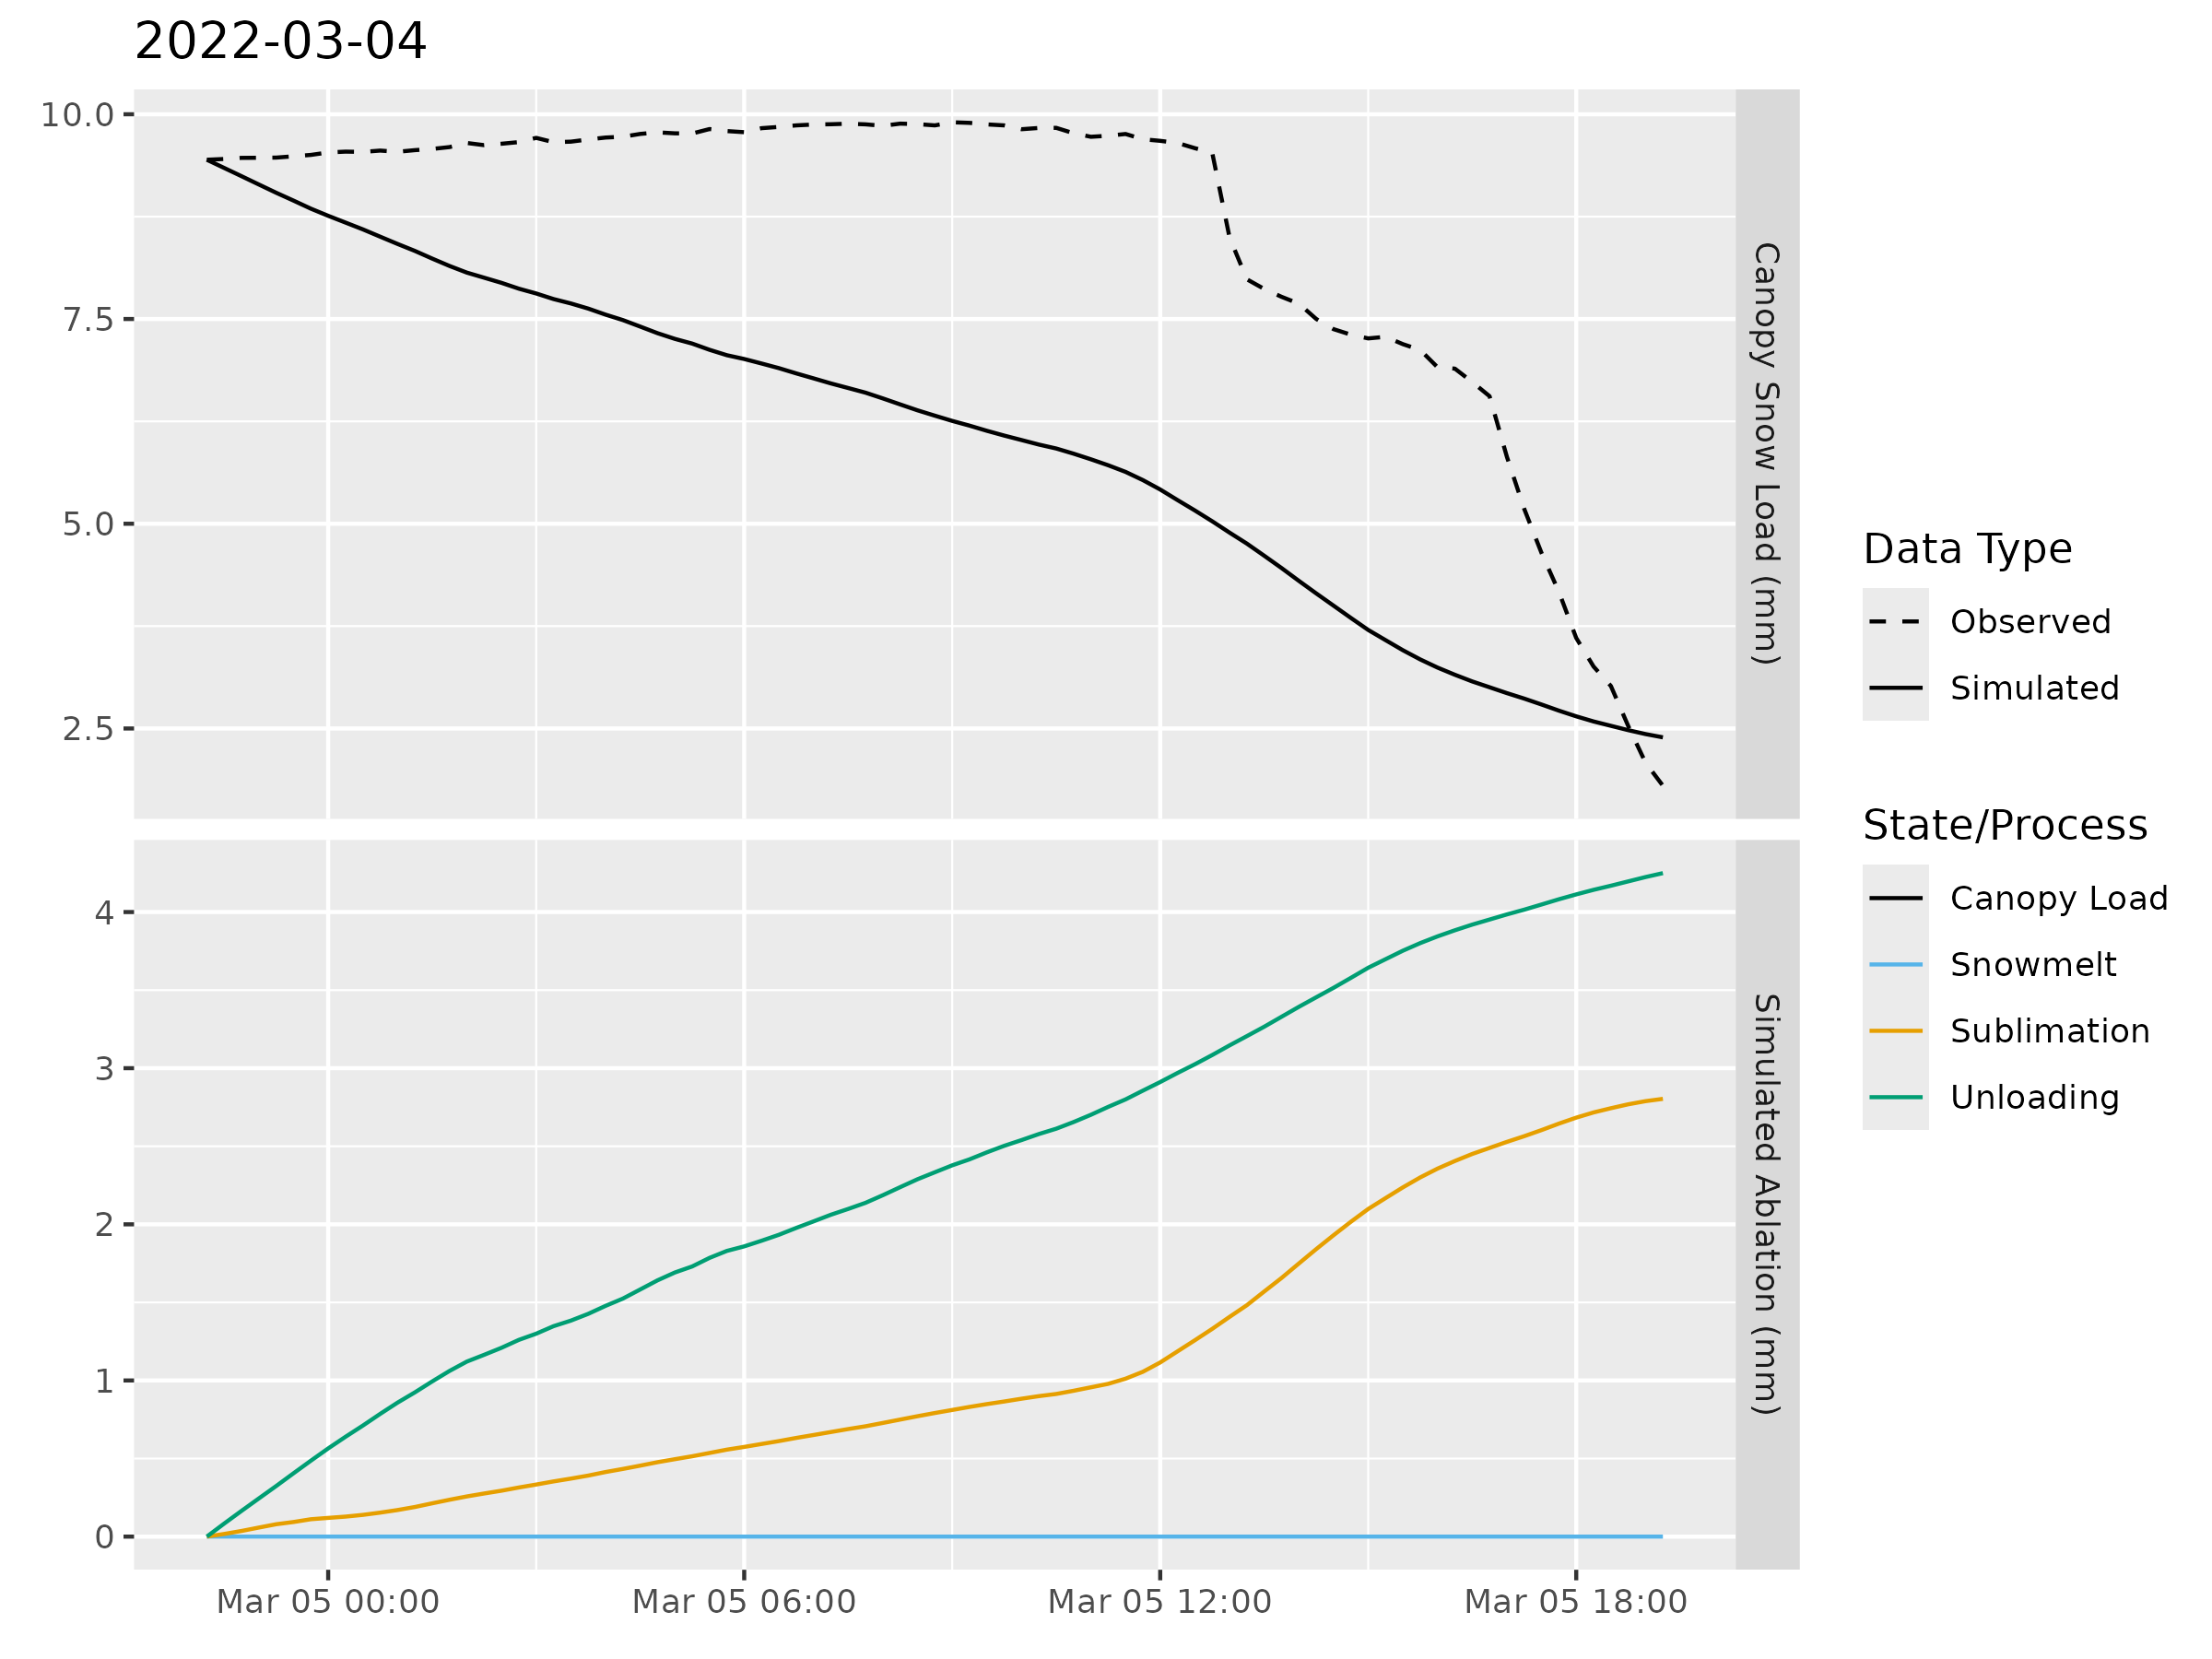 2022-03-04
10.0
7.5
5.0
2.5
Canopy Snow Load (mm)
4
3
2
1
0
Simulated Ablation (mm)
Mar 05 00:00
Mar 05 06:00
Mar 05 12:00
Mar 05 18:00
Data Type
Observed
Simulated
State/Process
Canopy Load
Snowmelt
Sublimation
Unloading